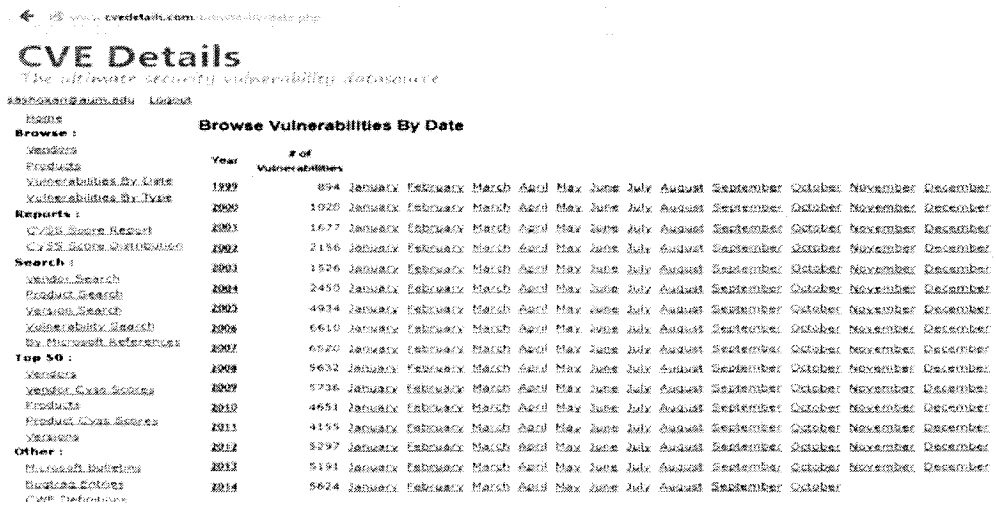 www.cvedetails.com/browse-by-date.php
CVE Details
The ultimate security vulnerability datasource
Logout
Home
Browse :
Vendors
Products
Vulnerabilities By Date
Vulnerabilities By Type
Reports :
CVSS Score Report
CVSS Score Distribution
Search :
Vendor Search
Product Search
Version Search
Vulnerability Search
By Microsoft References
Top 50 :
Vendors
Vendor Cvss Scores
Products
Product Cvss Scores
Versions
Other :
Microsoft Bulletins
Bugtraq Entries
CWE Definitions
Browse Vulnerabilities By Date
Year # of Vulnerabilities
1999 894 January February March April May June July August September October November December
2000 1020 January February March April May June July August September October November December
2001 1677 January February March April May June July August September October November December
2002 2156 January February March April May June July August September October November December
2003 1526 January February March April May June July August September October November December
2004 2450 January February March April May June July August September October November December
2005 4934 January February March April May June July August September October November December
2006 6610 January February March April May June July August September October November December
2007 6520 January February March April May June July August September October November December
2008 5632 January February March April May June July August September October November December
2009 5736 January February March April May June July August September October November December
2010 4651 January February March April May June July August September October November December
2011 4155 January February March April May June July August September October November December
2012 5297 January February March April May June July August September October November December
2013 5191 January February March April May June July August September October November December
2014 5624 January February March April May June July August September October